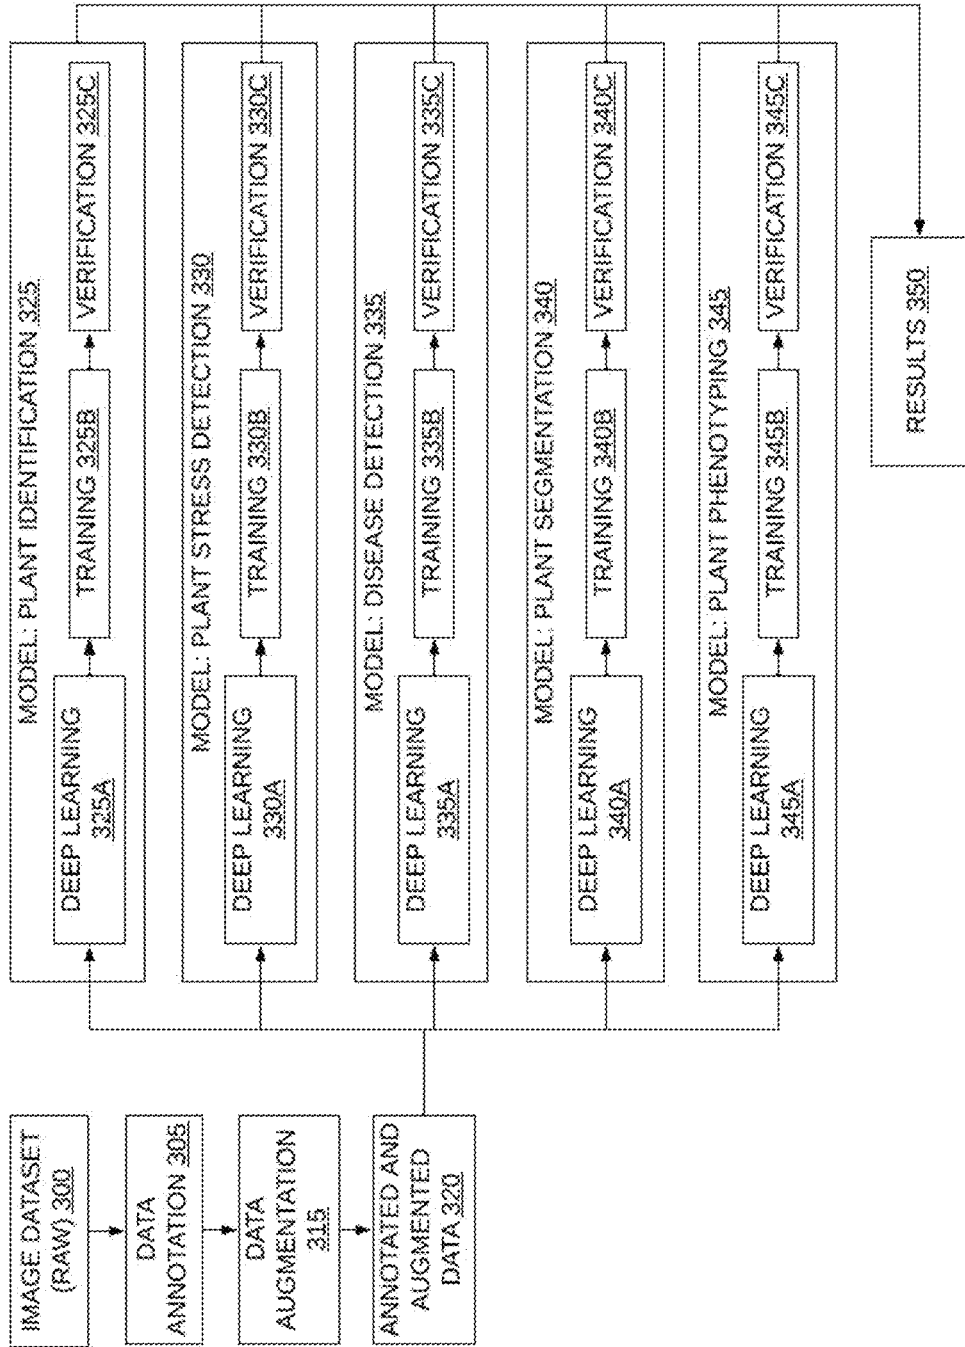 IMAGE DATASET
(RAW) 300
DATA
ANNOTATION 305
DATA
AUGMENTATION
315
ANNOTATED AND
AUGMENTED
DATA 320
MODEL: PLANT IDENTIFICATION 325
DEEP LEARNING
325A
TRAINING 325B
VERIFICATION 325C
MODEL: PLANT STRESS DETECTION 330
DEEP LEARNING
330A
TRAINING 330B
VERIFICATION 330C
MODEL: DISEASE DETECTION 335
DEEP LEARNING
335A
TRAINING 335B
VERIFICATION 335C
MODEL: PLANT SEGMENTATION 340
DEEP LEARNING
340A
TRAINING 340B
VERIFICATION 340C
MODEL: PLANT PHENOTYPING 345
DEEP LEARNING
345A
TRAINING 345B
VERIFICATION 345C
RESULTS 350